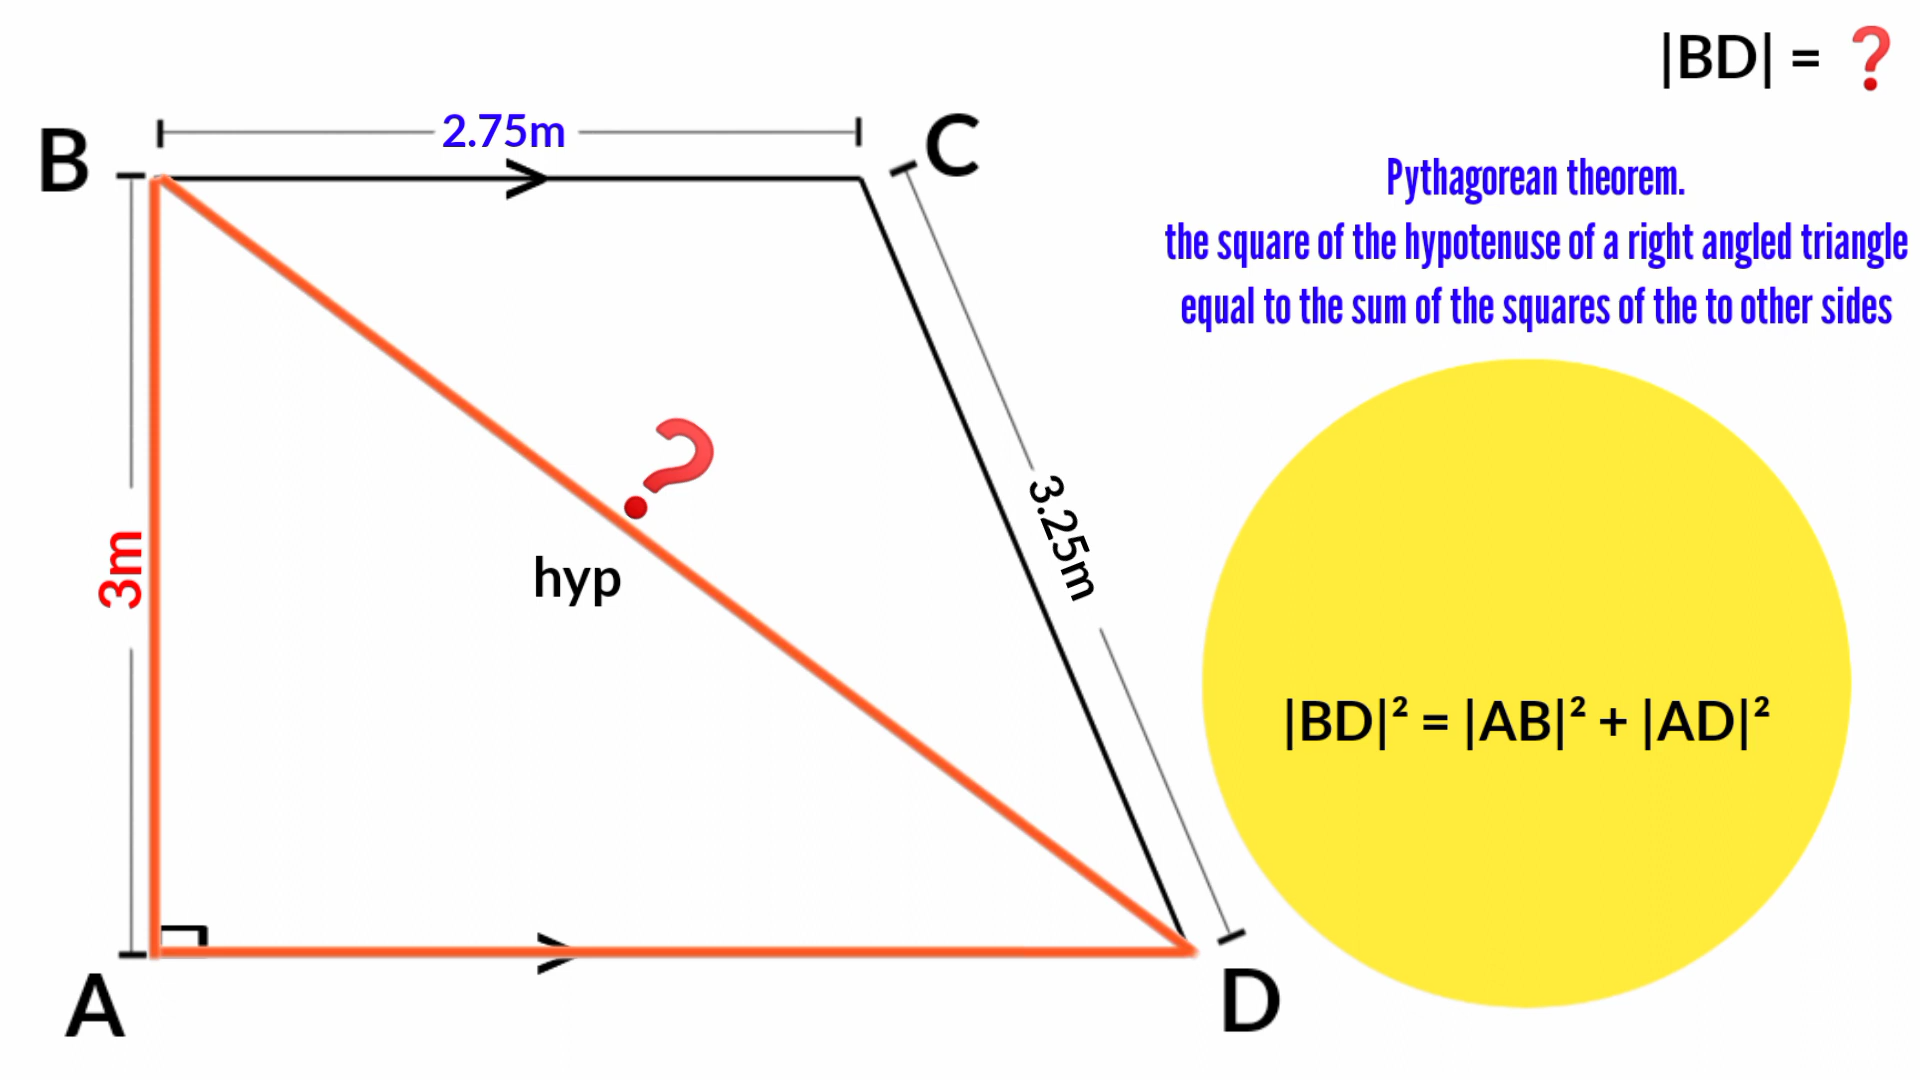 |BD| = ❓
Pythagorean theorem.
the square of the hypotenuse of a right angled triangle
equal to the sum of the squares of the to other sides
B
2.75m
C
❓
hyp
3.25m
3m
|BD|² = |AB|² + |AD|²
A
D